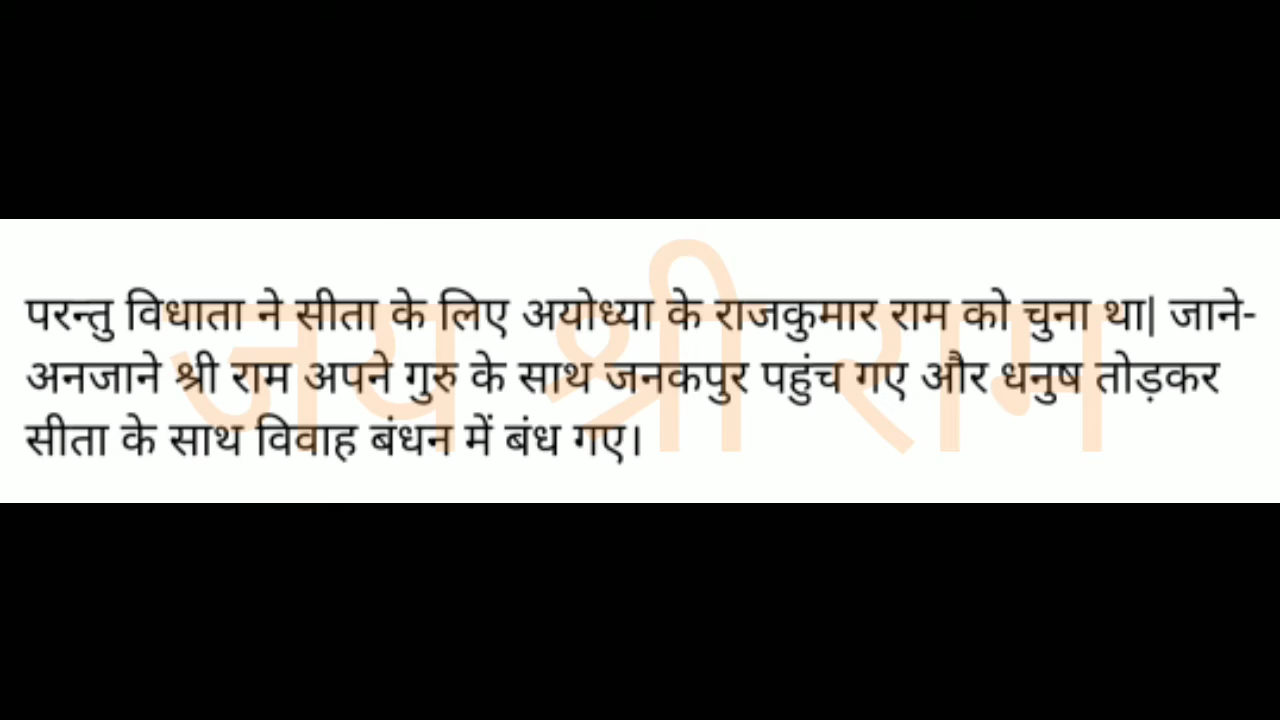 परन्तु विधाता ने सीता के लिए अयोध्या के राजकुमार राम को चुना था| जाने-
अनजाने श्री राम अपने गुरु के साथ जनकपुर पहुंच गए और धनुष तोड़कर
सीता के साथ विवाह बंधन में बंध गए।
जय श्री राम